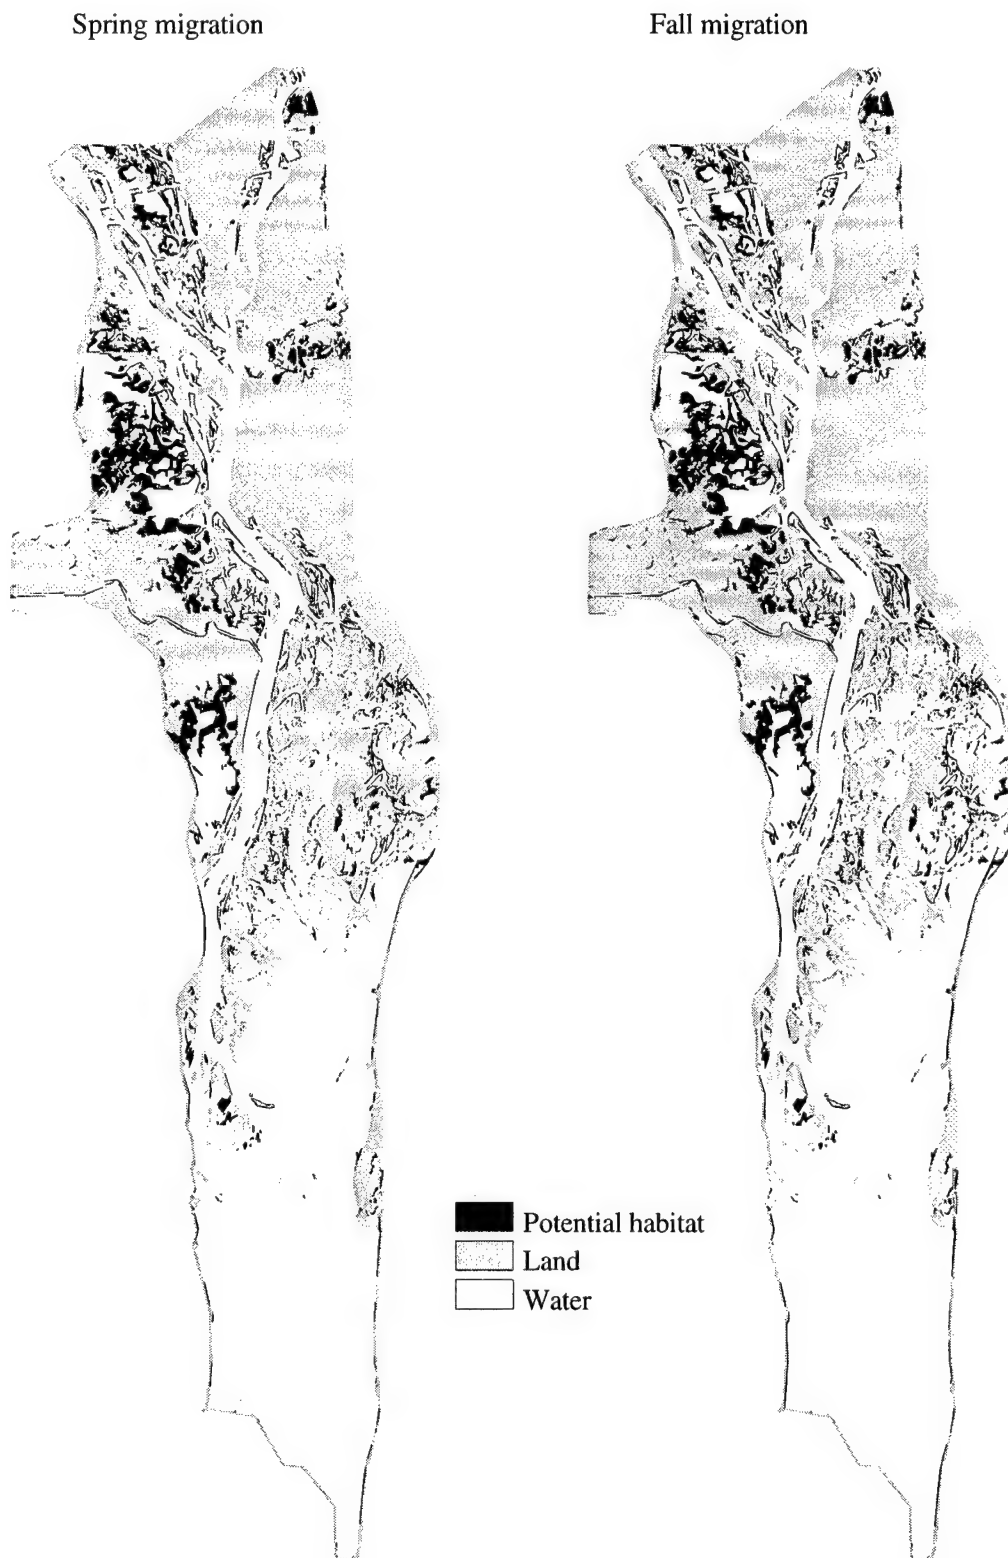 Spring migration
Fall migration
Potential habitat
Land
Water